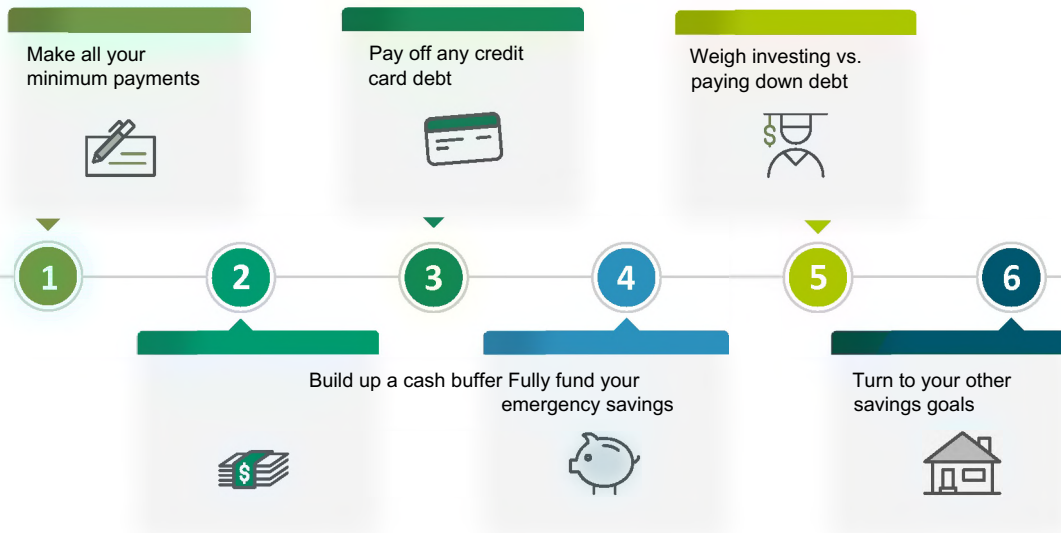 Make all your
minimum payments
Pay off any credit
card debt
Weigh investing vs.
paying down debt
$
1
2
3
4
5
6
Build up a cash buffer
Fully fund your
emergency savings
Turn to your other
savings goals
$